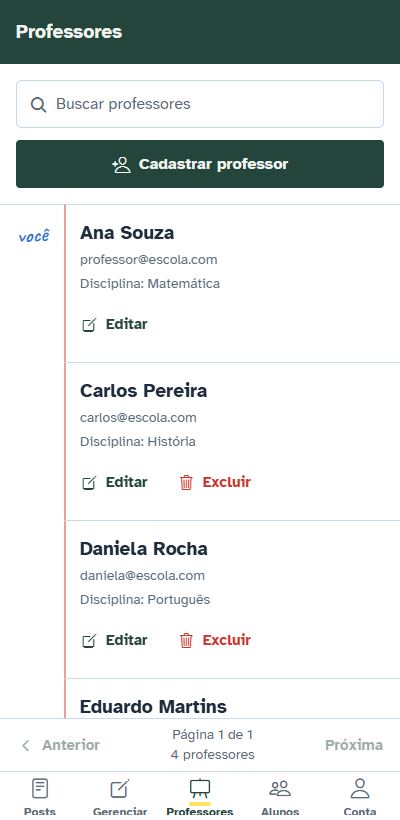 Professores
Buscar professores
Cadastrar professor
você
Ana Souza
professor@escola.com
Disciplina: Matemática
Editar
Carlos Pereira
carlos@escola.com
Disciplina: História
Editar Excluir
Daniela Rocha
daniela@escola.com
Disciplina: Português
Editar Excluir
Eduardo Martins
Anterior
Página 1 de 1
4 professores
Próxima
Posts Gerenciar Professores Alunos Conta